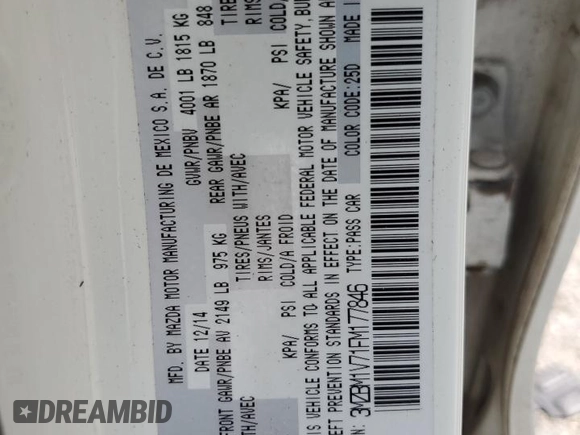 MFD. BY MAZDA MOTOR MANUFACTURING DE MEXICO S.A. DE C.V.
DATE 12/14 GVWR/PNBV 4001 LB 1815 KG
FRONT GAWR/PNBE AV 2149 LB 975 KG REAR GAWR/PNBE AR 1870 LB 848
WITH/AVEC TIRES/PNEUS WITH/AVEC TIRE
RIMS/JANTES RIMS
KPA/ PSI COLD/A FROID KPA/ PSI COLD/
IS VEHICLE CONFORMS TO ALL APPLICABLE FEDERAL MOTOR VEHICLE SAFETY, BU
EFT PREVENTION STANDARDS IN EFFECT ON THE DATE OF MANUFACTURE SHOWN A
N: 3MZBM1V71FM177846 TYPE:PASS CAR COLOR CODE:25D MADE I